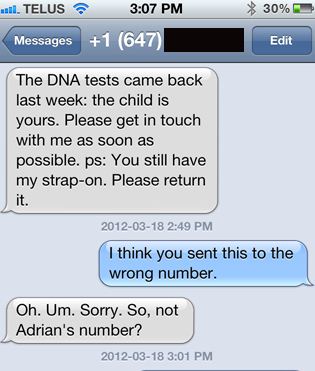 TELUS 3:07 PM 30%
Messages +1 (647) Edit
The DNA tests came back
last week: the child is
yours. Please get in touch
with me as soon as
possible. ps: You still have
my strap-on. Please return
it.
2012-03-18 2:49 PM
I think you sent this to the
wrong number.
Oh. Um. Sorry. So, not
Adrian's number?
2012-03-18 3:01 PM